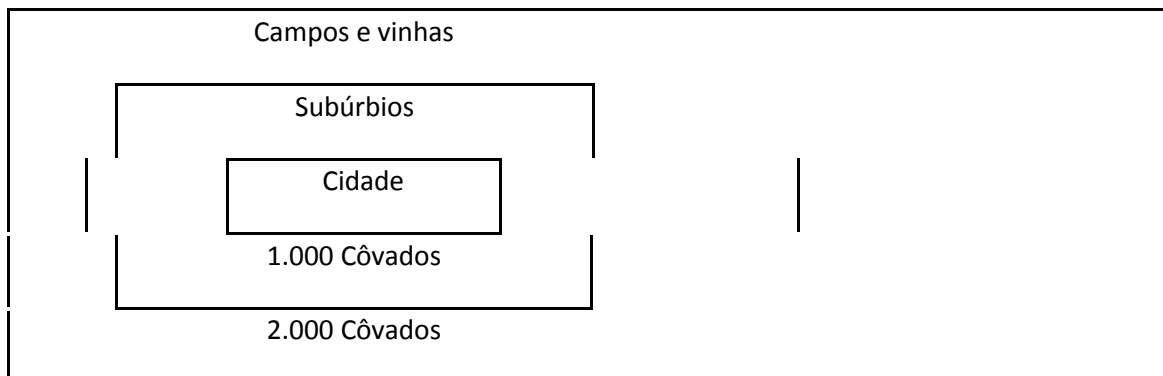 Campos e vinhas
Subúrbios
Cidade
1.000 Côvados
2.000 Côvados